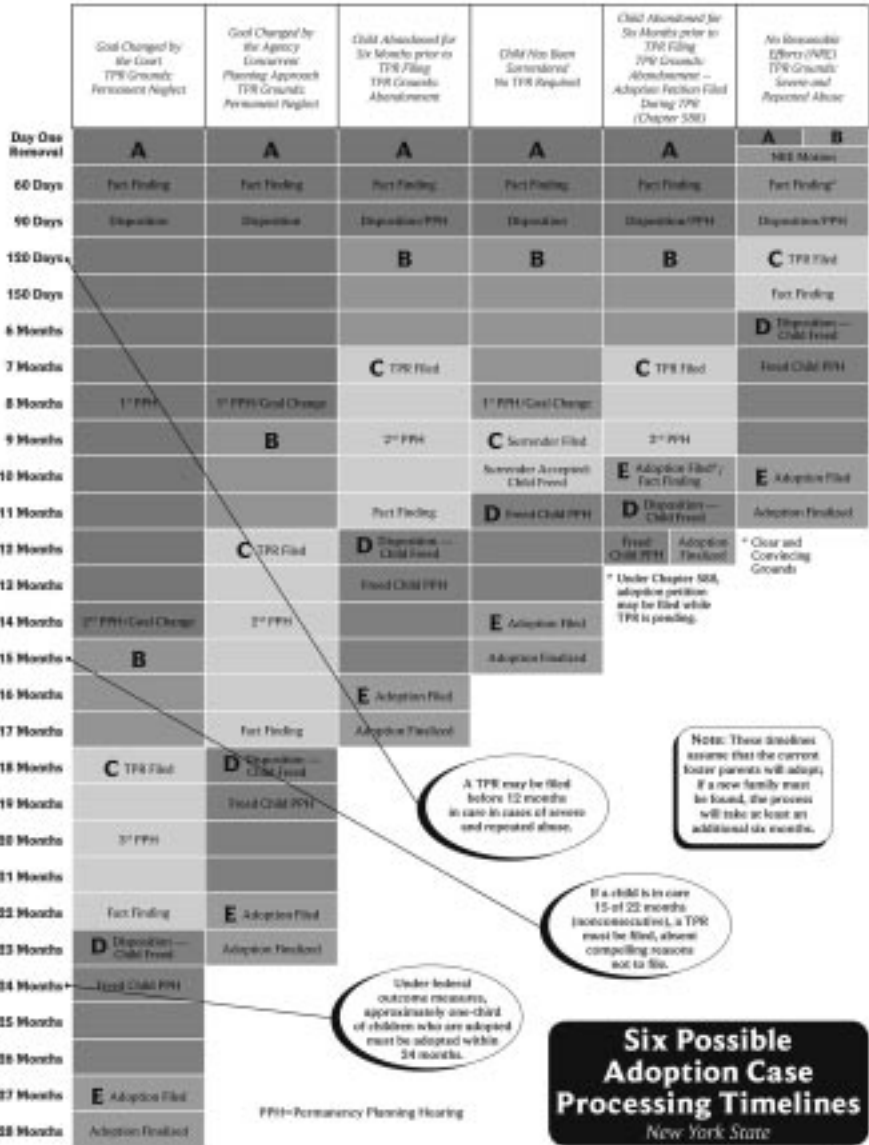 Goal Changed by
the Court
TPR Grounds:
Permanent Neglect
Goal Changed by
the Agency
Concurrent
Planning Approach
TPR Grounds:
Permanent Neglect
Child Abandoned for
Six Months prior to
TPR Filing
TPR Grounds:
Abandonment
Child Has Been
Surrendered
No TPR Required
Child Abandoned for
Six Months prior to
TPR Filing
TPR Grounds:
Abandonment —
Adoption Petition Filed
During TPR
(Chapter 588)
No Reasonable
Efforts (NRE)
TPR Grounds:
Severe and
Repeated Abuse
Day One
Removal
A
A
A
A
A
A
B
NRE Motion
60 Days
Fact Finding
Fact Finding
Fact Finding
Fact Finding
Fact Finding
Fact Finding*
90 Days
Disposition
Disposition
Disposition/PPH
Disposition
Disposition/PPH
Disposition/PPH
120 Days
B
B
B
C TPR Filed
150 Days
Fact Finding
6 Months
D Disposition —
Child Freed
7 Months
C TPR Filed
C TPR Filed
Freed Child PPH
8 Months
1st PPH
1st PPH/Goal Change
1st PPH/Goal Change
9 Months
B
2nd PPH
C Surrender Filed
2nd PPH
10 Months
Surrender Accepted:
Child Freed
E Adoption Filed*;
Fact Finding
E Adoption Filed
11 Months
Fact Finding
D Freed Child PPH
D Disposition —
Child Freed
Adoption Finalized
12 Months
C TPR Filed
D Disposition —
Child Freed
Freed
Child PPH
Adoption
Finalized
* Clear and
Convincing
Grounds
13 Months
Freed Child PPH
* Under Chapter 588,
adoption petition
may be filed while
TPR is pending.
14 Months
2nd PPH/Goal Change
2nd PPH
E Adoption Filed
15 Months
B
Adoption Finalized
16 Months
E Adoption Filed
17 Months
Fact Finding
Adoption Finalized
18 Months
C TPR Filed
D Disposition —
Child Freed
19 Months
Freed Child PPH
20 Months
3rd PPH
21 Months
22 Months
Fact Finding
E Adoption Filed
23 Months
D Disposition —
Child Freed
Adoption Finalized
24 Months
Freed Child PPH
25 Months
26 Months
27 Months
E Adoption Filed
28 Months
Adoption Finalized
A TPR may be filed
before 12 months
in care in cases of severe
and repeated abuse.
Note: These timelines
assume that the current
foster parents will adopt;
if a new family must
be found, the process
will take at least an
additional six months.
If a child is in care
15 of 22 months
(nonconsecutive), a TPR
must be filed, absent
compelling reasons
not to file.
Under federal
outcome measures,
approximately one-third
of children who are adopted
must be adopted within
24 months.
PPH=Permanency Planning Hearing
Six Possible
Adoption Case
Processing Timelines
New York State